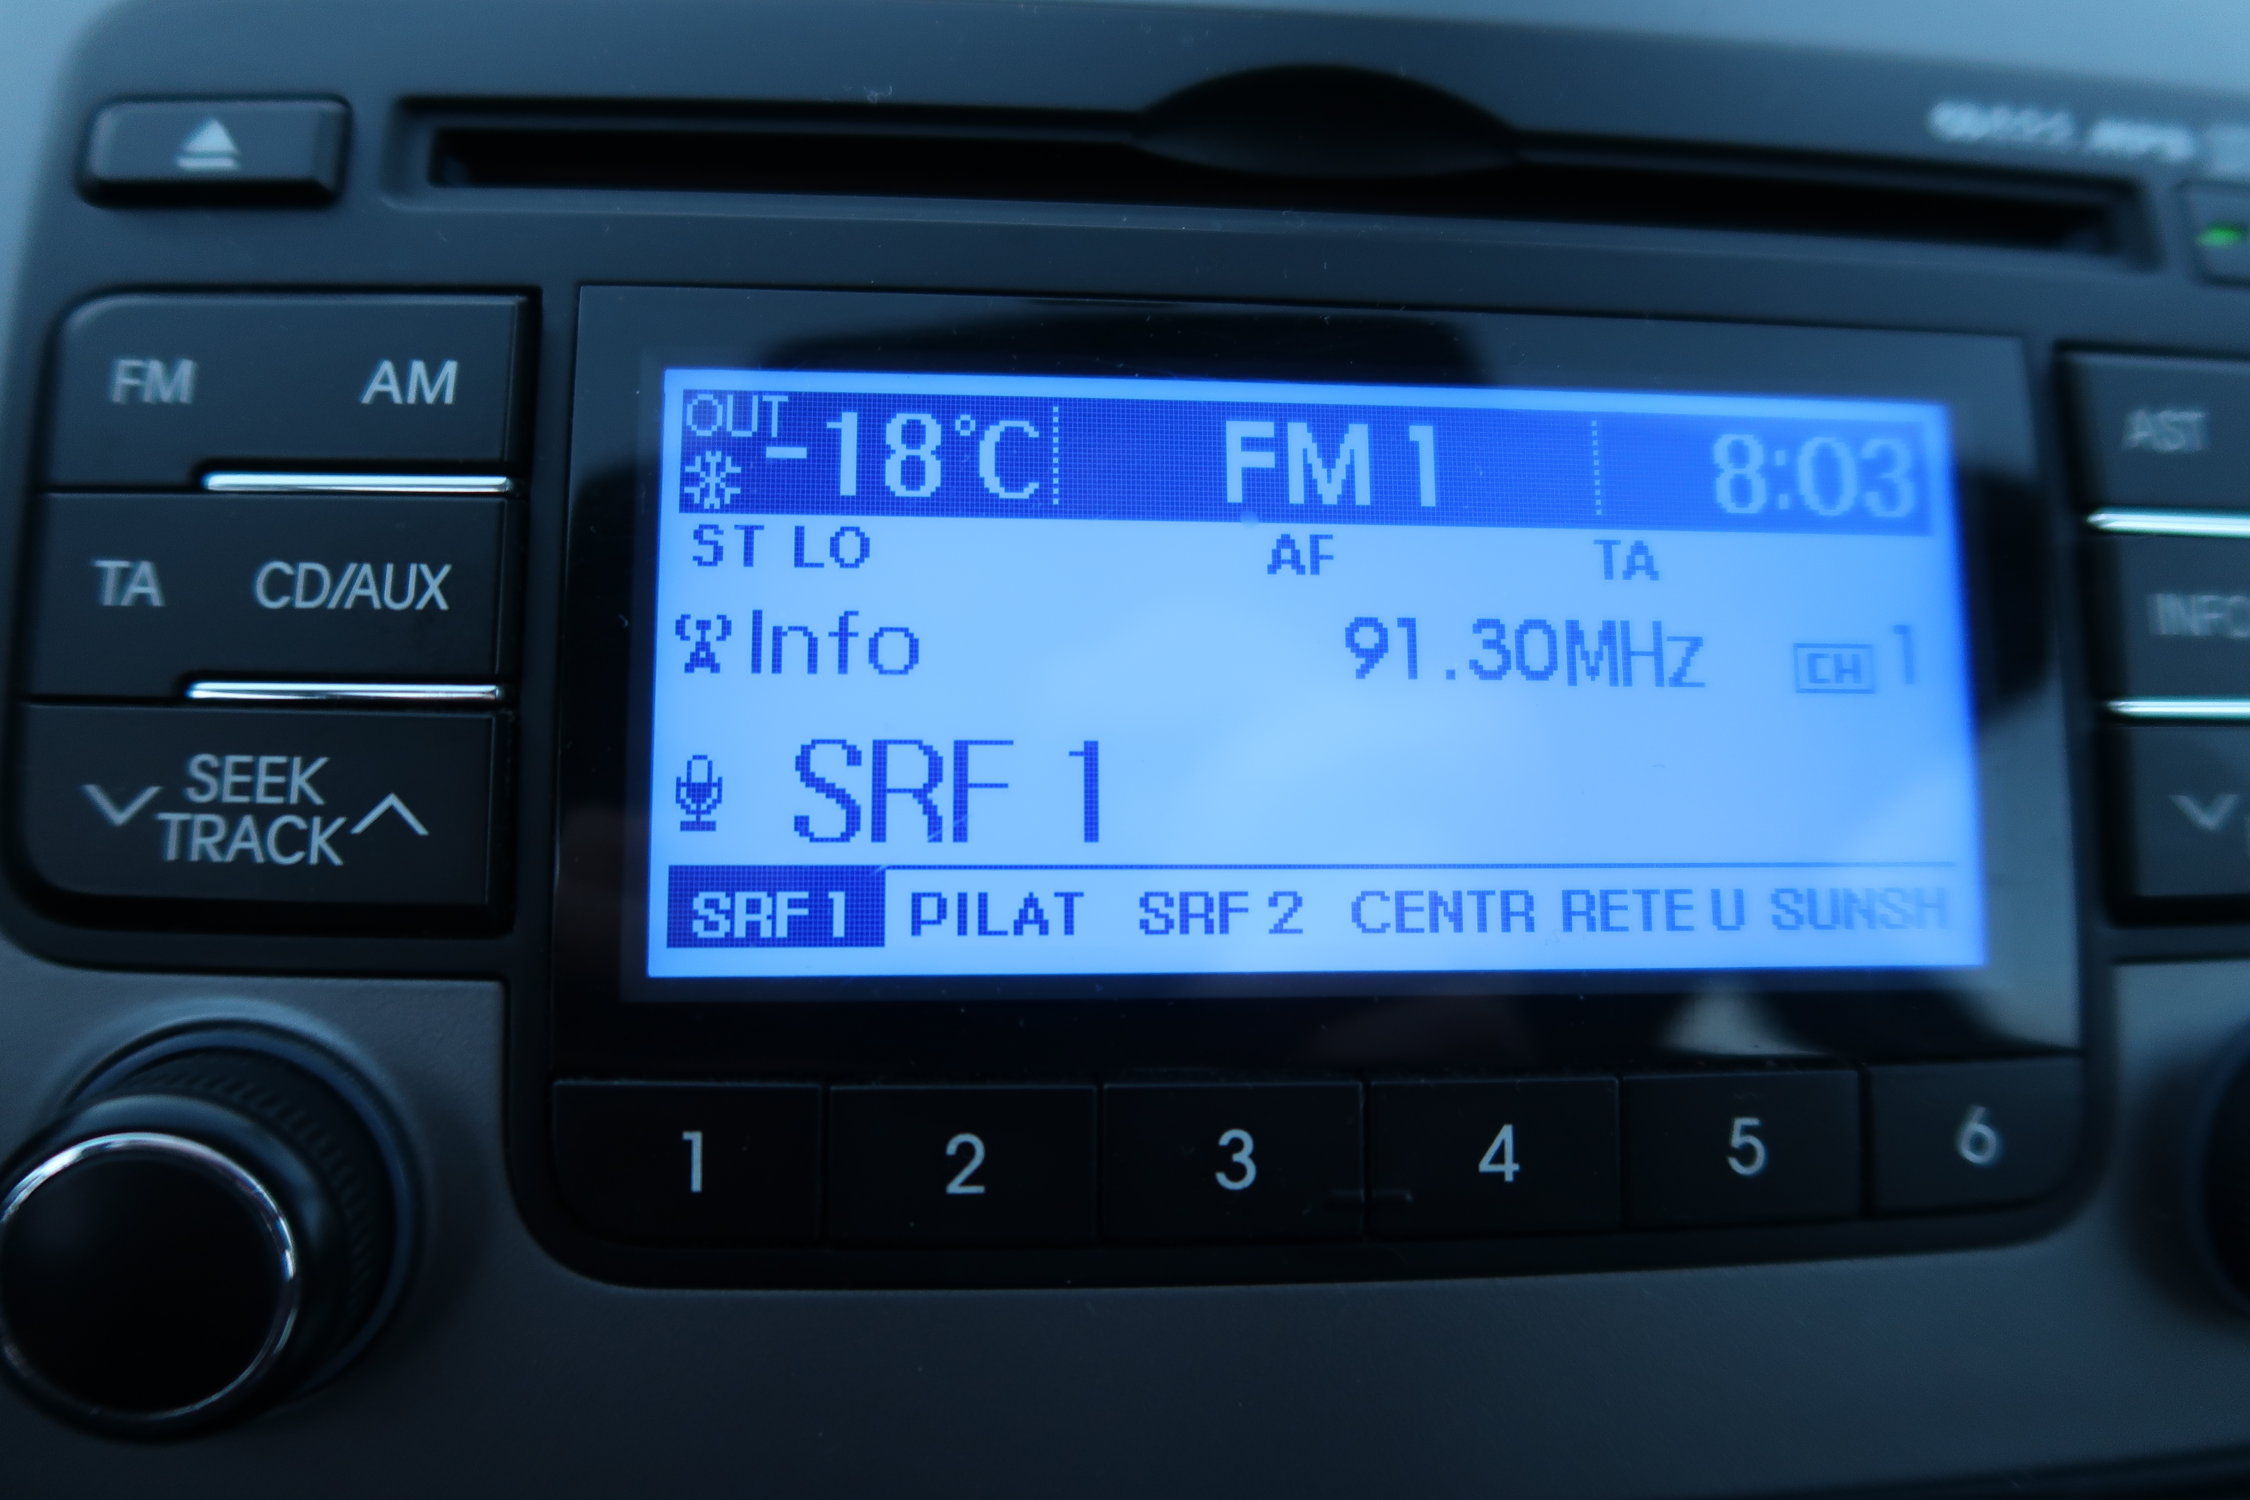 FM AM
TA CD/AUX
SEEK
TRACK
OUT -18°C FM 1 8:03
ST LO AF TA
Info 91.30MHz CH 1
SRF 1
SRF 1 PILAT SRF 2 CENTR RETE U SUNSH
1 2 3 4 5 6
AST
INFO